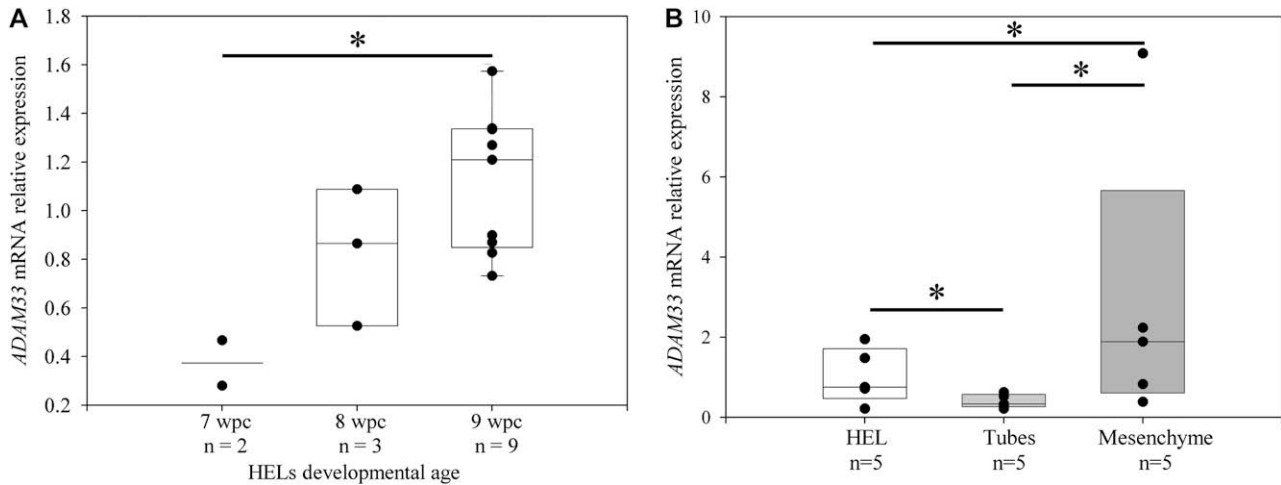 A
ADAM33 mRNA relative expression
1.8
1.6
1.4
1.2
1.0
0.8
0.6
0.4
0.2
*
7 wpc 8 wpc 9 wpc
n = 2 n = 3 n = 9
HELs developmental age
B
ADAM33 mRNA relative expression
10
8
6
4
2
0
*
*
*
HEL Tubes Mesenchyme
n=5 n=5 n=5